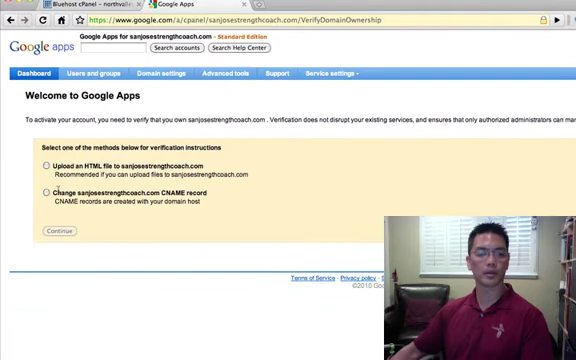 Bluehost cPanel - northvalle
Google Apps
https://www.google.com/a/cpanel/sanjosestrengthcoach.com/VerifyDomainOwnership
Google apps
Google Apps for sanjosestrengthcoach.com - Standard Edition
Search accounts
Search Help Center
Dashboard
Users and groups
Domain settings
Advanced tools
Support
Service settings
Welcome to Google Apps
To activate your account, you need to verify that you own sanjosestrengthcoach.com . Verification does not disrupt your existing services, and ensures that only authorized administrators can
Select one of the methods below for verification instructions
Upload an HTML file to sanjosestrengthcoach.com
Recommended if you can upload files to sanjosestrengthcoach.com
Change sanjosestrengthcoach.com CNAME record
CNAME records are created with your domain host
Continue
Terms of Service - Privacy policy -
©2010